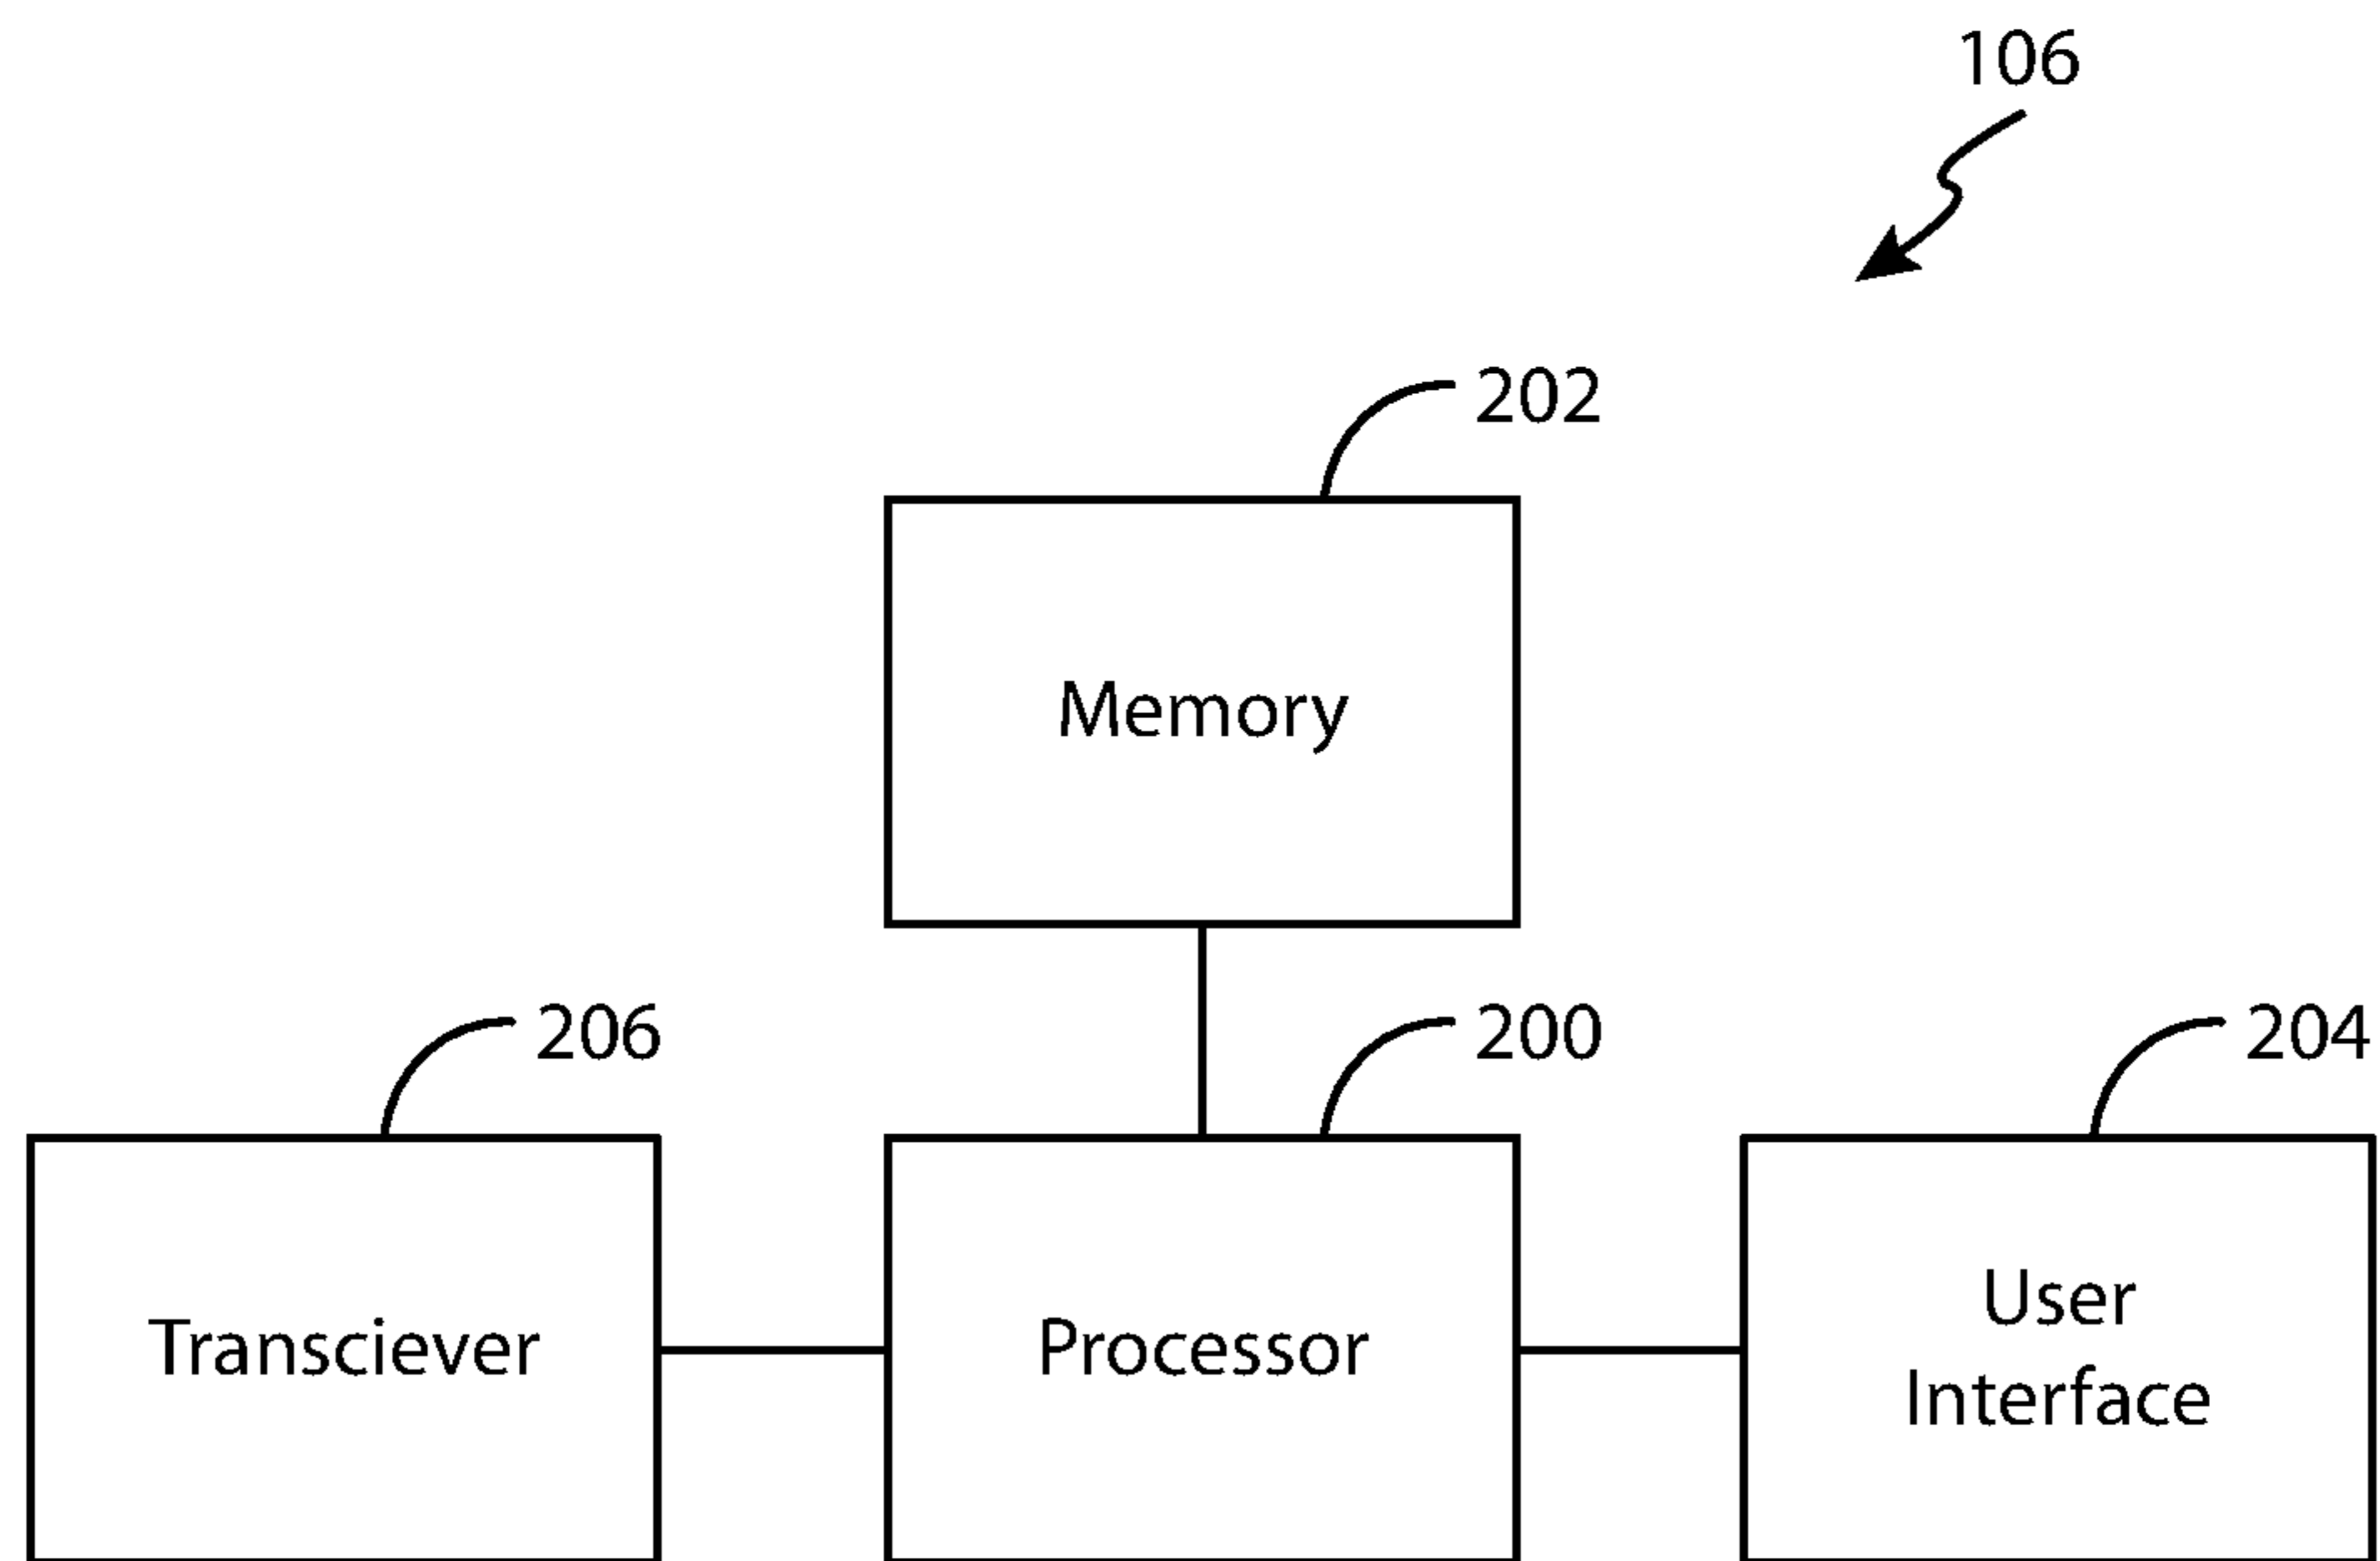 106
202
Memory
206
200
204
Transciever
Processor
User
Interface